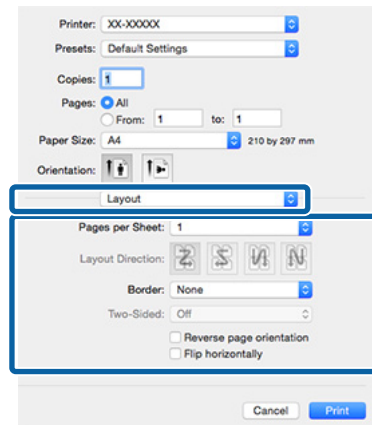 Printer: XX-XXXXX
Presets: Default Settings
Copies: 1
Pages: All
From: 1 to: 1
Paper Size: A4 210 by 297 mm
Orientation:
Layout
Pages per Sheet: 1
Layout Direction:
Border: None
Two-Sided: Off
Reverse page orientation
Flip horizontally
Cancel Print